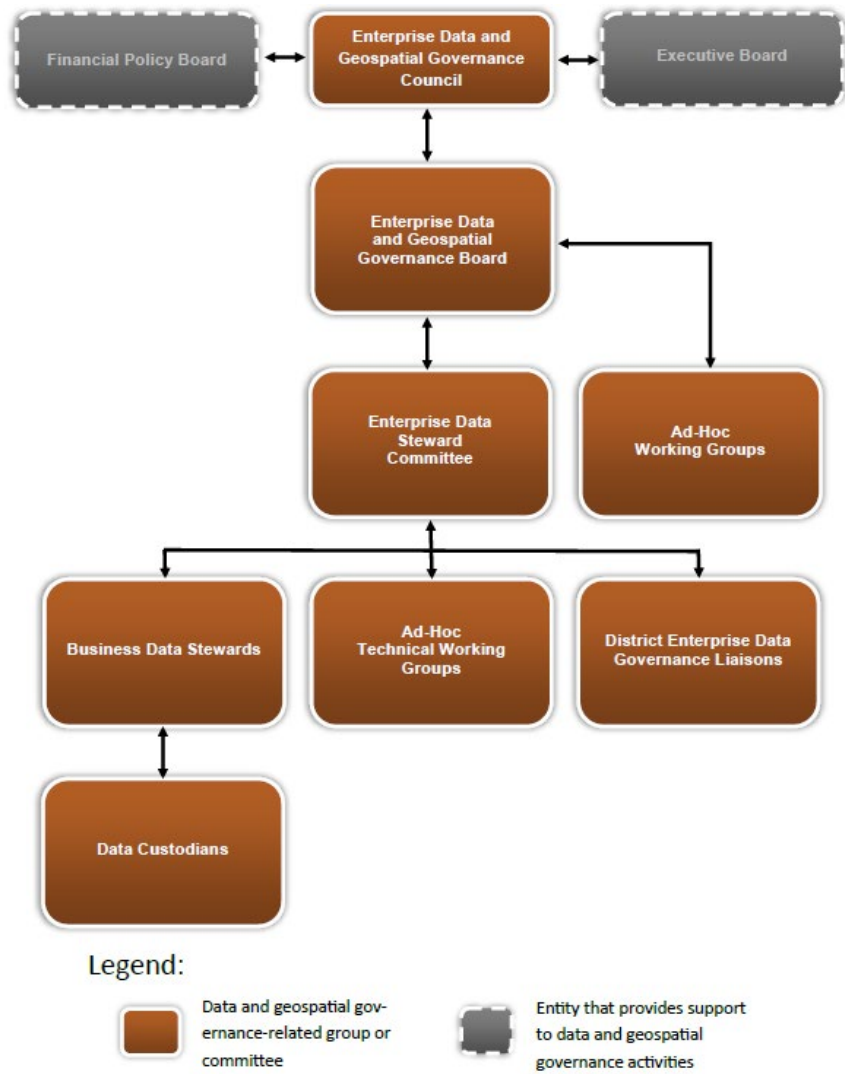 Financial Policy Board
Enterprise Data and
Geospatial Governance
Council
Executive Board
Enterprise Data
and Geospatial
Governance Board
Enterprise Data
Steward
Committee
Ad-Hoc
Working Groups
Business Data Stewards
Ad-Hoc
Technical Working
Groups
District Enterprise Data
Governance Liaisons
Data Custodians
Legend:
Data and geospatial gov-
ernance-related group or
committee
Entity that provides support
to data and geospatial
governance activities